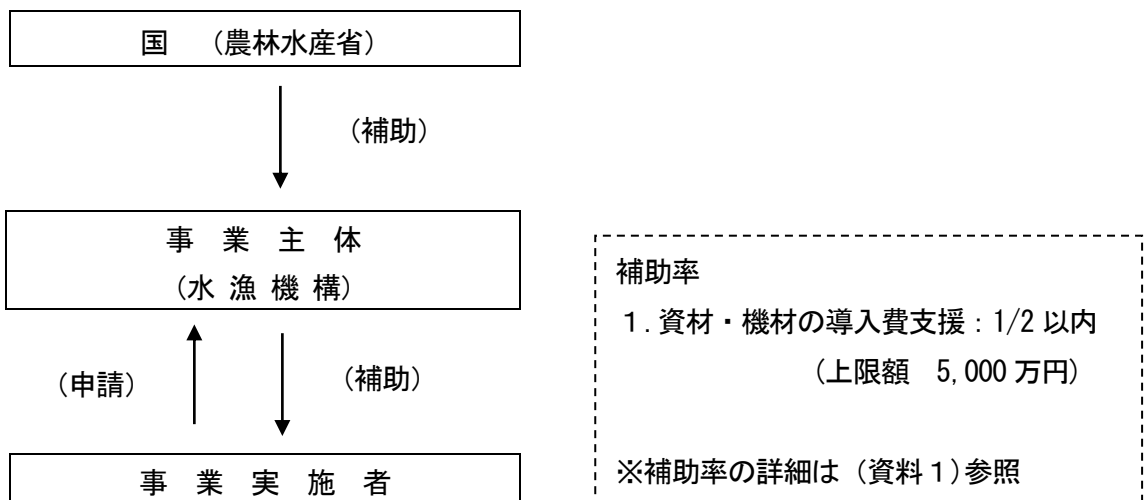 国　（農林水産省）
（補助）
事　業　主　体
（水 漁 機 構）
（申請）
（補助）
事　業　実　施　者
補助率
１. 資材・機材の導入費支援：1/2 以内
（上限額　5,000 万円）
※補助率の詳細は（資料１）参照